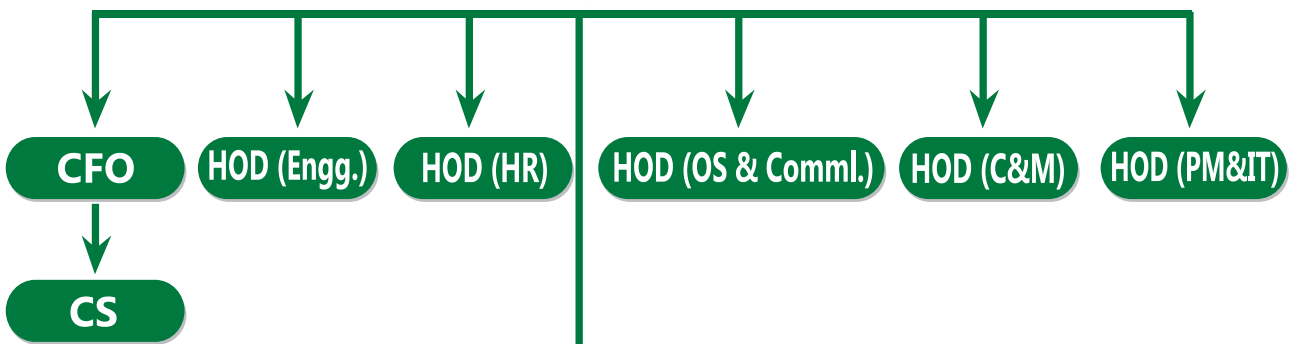 CFO
HOD (Engg.)
HOD (HR)
HOD (OS & Comml.)
HOD (C&M)
HOD (PM&IT)
CS